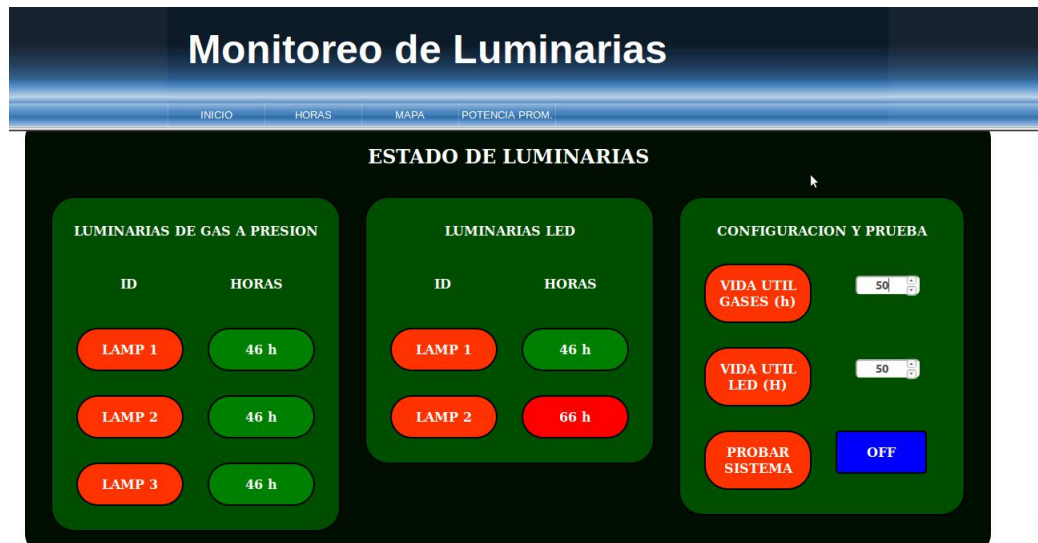 Monitoreo de Luminarias
INICIO HORAS MAPA POTENCIA PROM.
ESTADO DE LUMINARIAS
LUMINARIAS DE GAS A PRESION
ID HORAS
LAMP 1 46 h
LAMP 2 46 h
LAMP 3 46 h
LUMINARIAS LED
ID HORAS
LAMP 1 46 h
LAMP 2 66 h
CONFIGURACION Y PRUEBA
VIDA UTIL
GASES (h)
50
VIDA UTIL
LED (H)
50
PROBAR
SISTEMA
OFF